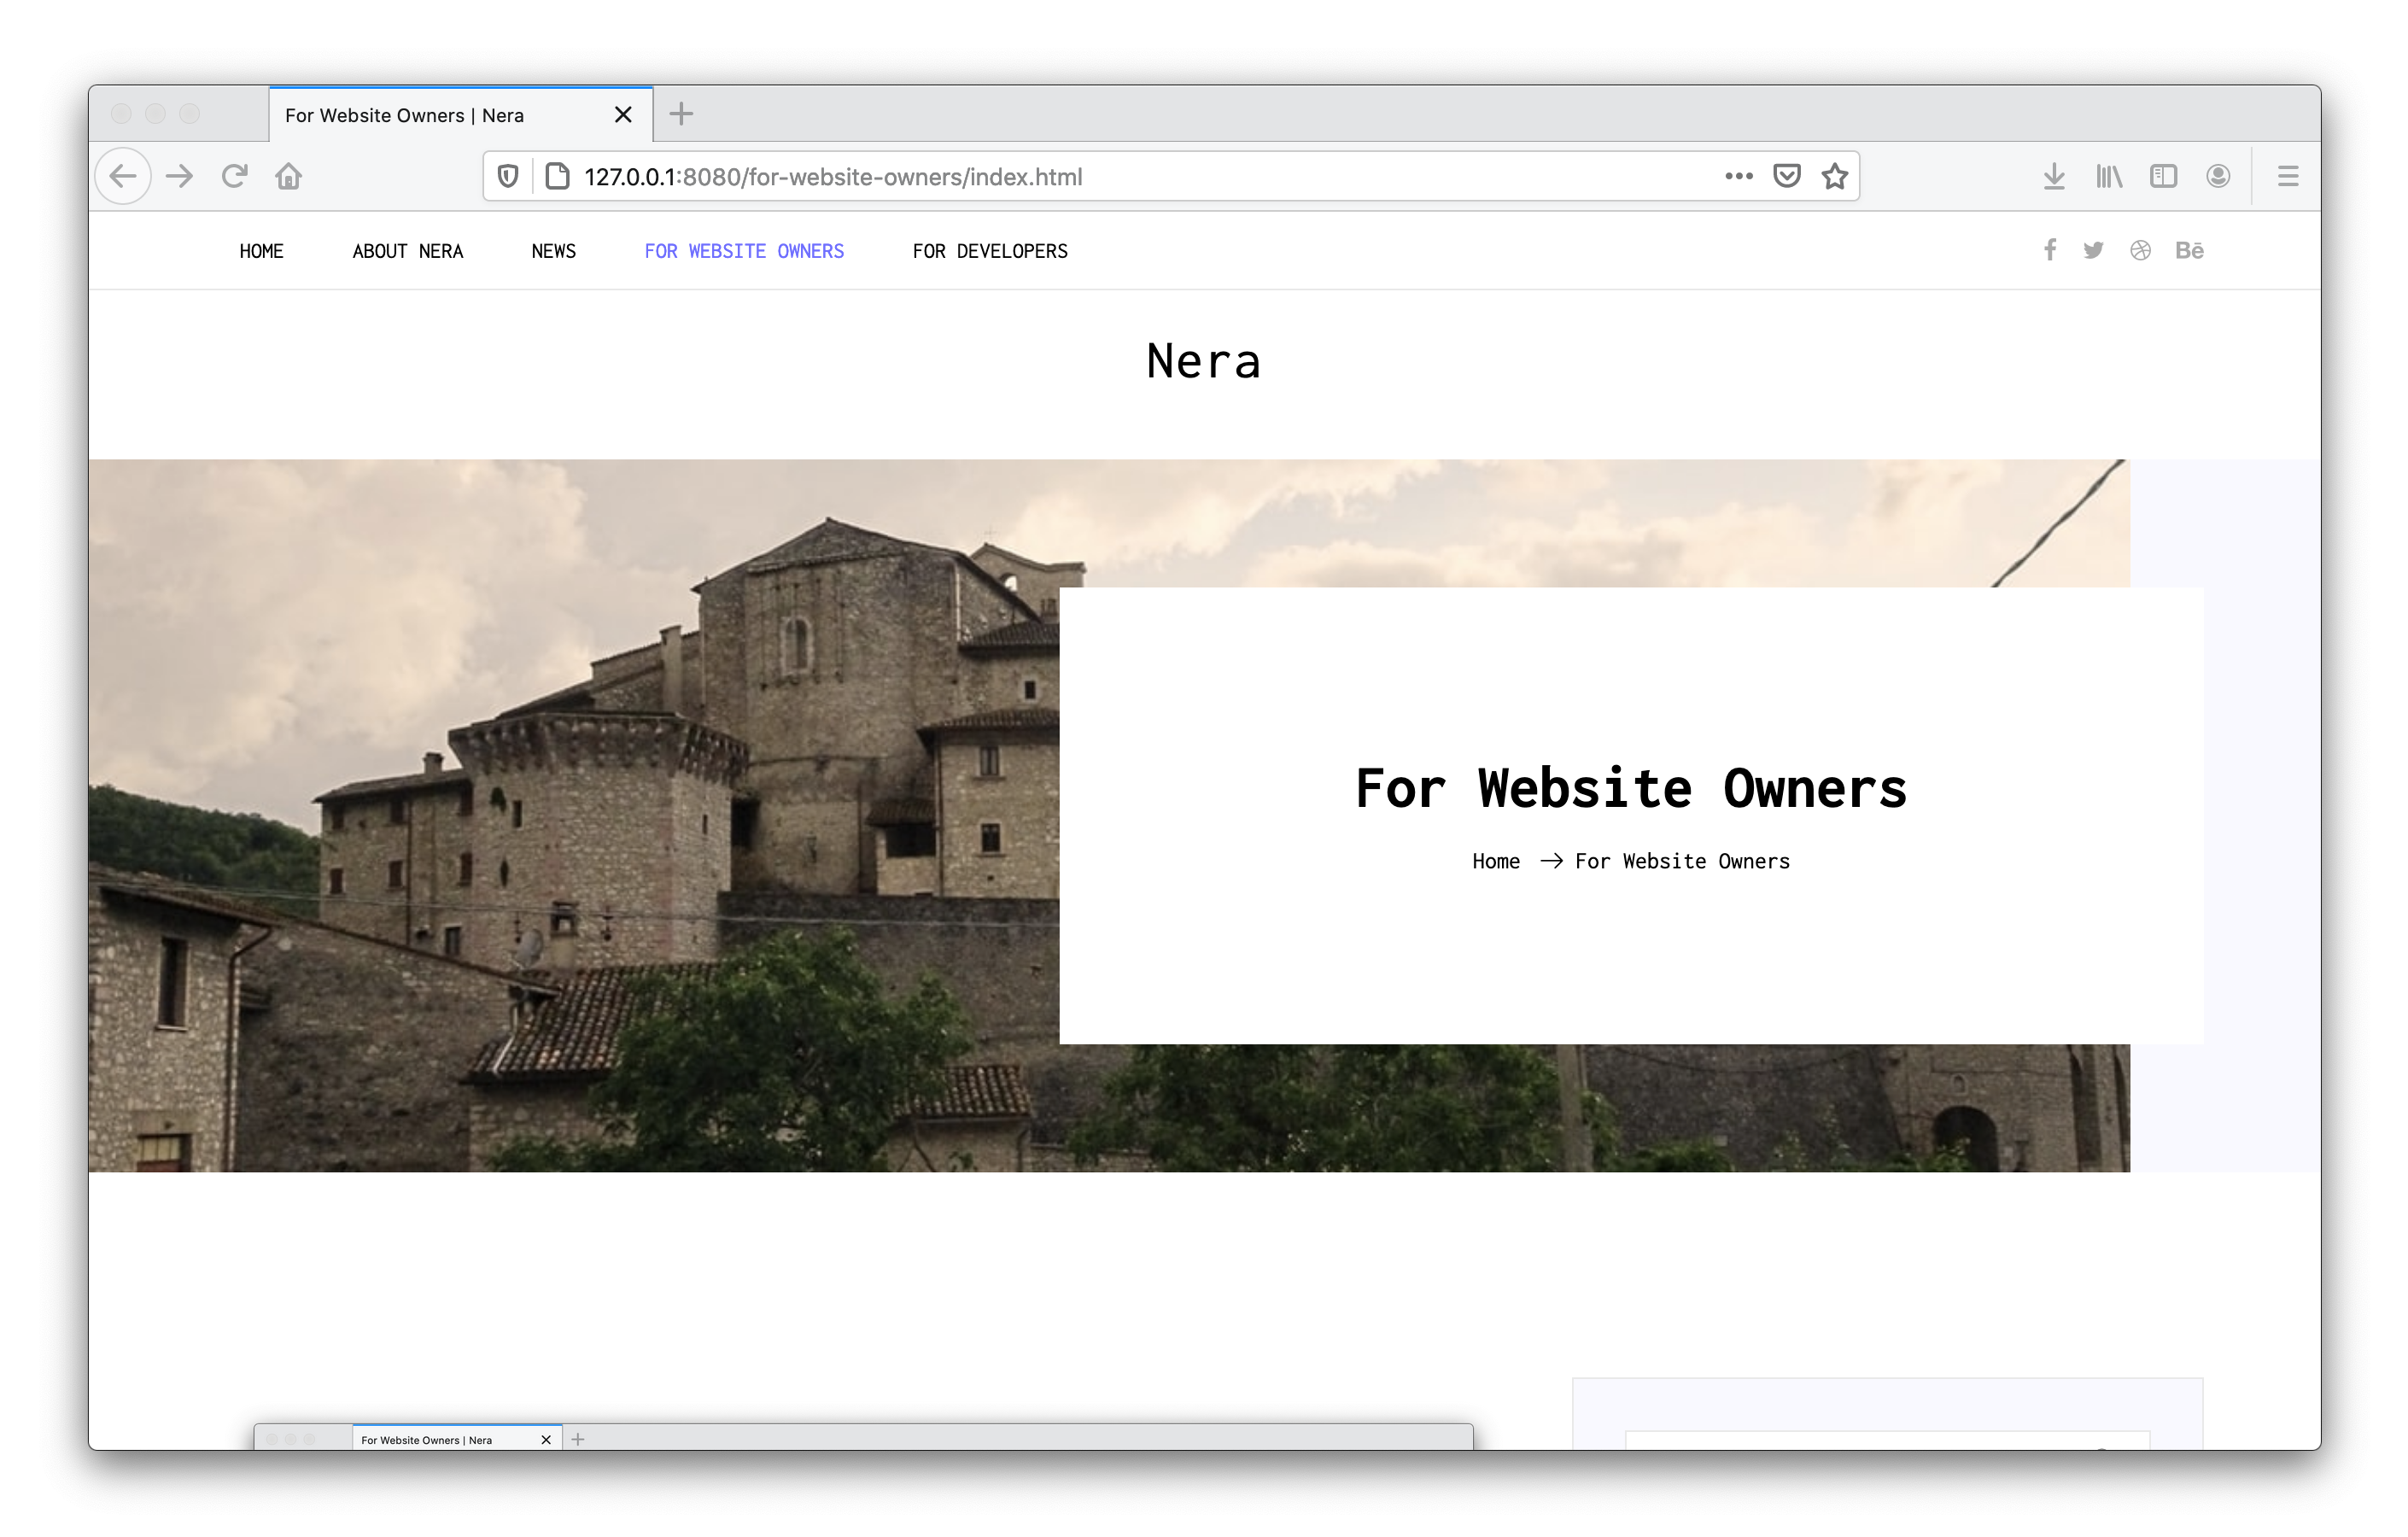 For Website Owners | Nera
127.0.0.1:8080/for-website-owners/index.html
HOME ABOUT NERA NEWS FOR WEBSITE OWNERS FOR DEVELOPERS Bē
Nera
For Website Owners
Home → For Website Owners
For Website Owners | Nera